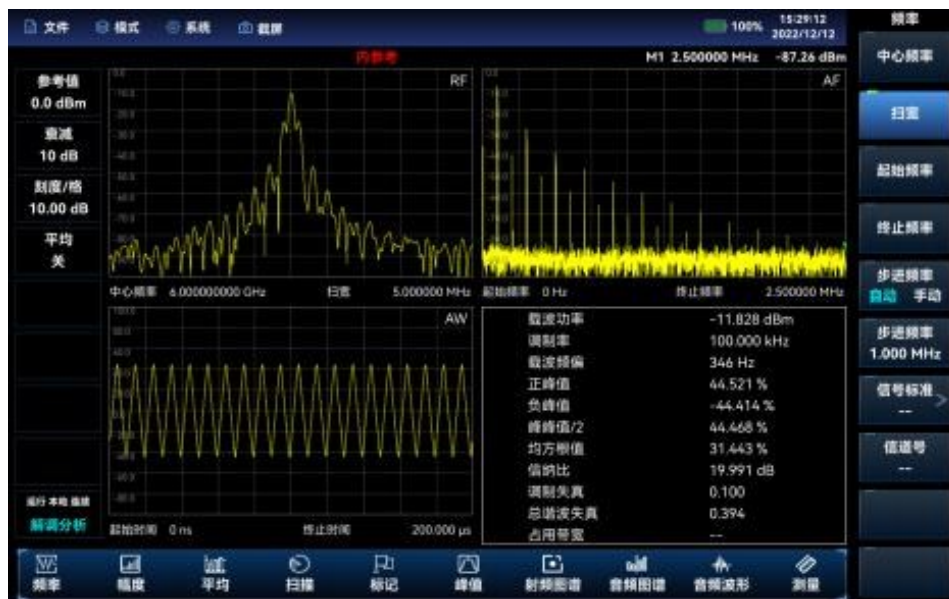 文件
模式
系统
截屏
100%
15:29:12
2022/12/12
频率
内参考
M1 2.500000 MHz -87.26 dBm
参考值
0.0 dBm
衰减
10 dB
刻度/格
10.00 dB
平均
关
RF
AF
中心频率 6.000000000 GHz 扫宽 5.000000 MHz
起始频率 0 Hz 终止频率 2.500000 MHz
AW
起始时间 0 ns 终止时间 200.000 μs
载波功率 -11.828 dBm
调制率 100.000 kHz
载波频偏 346 Hz
正峰值 44.521 %
负峰值 -44.414 %
峰峰值/2 44.468 %
均方根值 31.443 %
信纳比 19.991 dB
调制失真 0.100
总谐波失真 0.394
占用带宽 --
解调分析
中心频率
扫宽
起始频率
终止频率
步进频率
自动 手动
步进频率
1.000 MHz
信号标准 >
--
信道号
--
频率
幅度
平均
扫描
标记
峰值
射频图谱
音频图谱
音频波形
测量